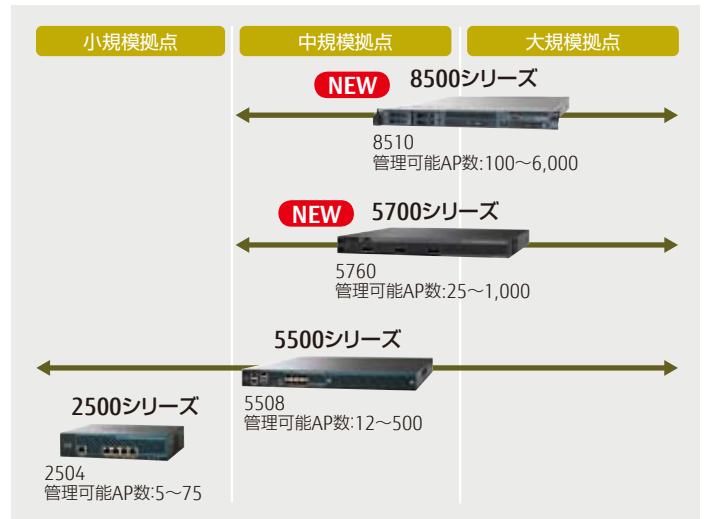 小規模拠点
中規模拠点
大規模拠点
NEW
8500シリーズ
8510
管理可能AP数:100～6,000
NEW
5700シリーズ
5760
管理可能AP数:25～1,000
5500シリーズ
5508
管理可能AP数:12～500
2500シリーズ
2504
管理可能AP数:5～75